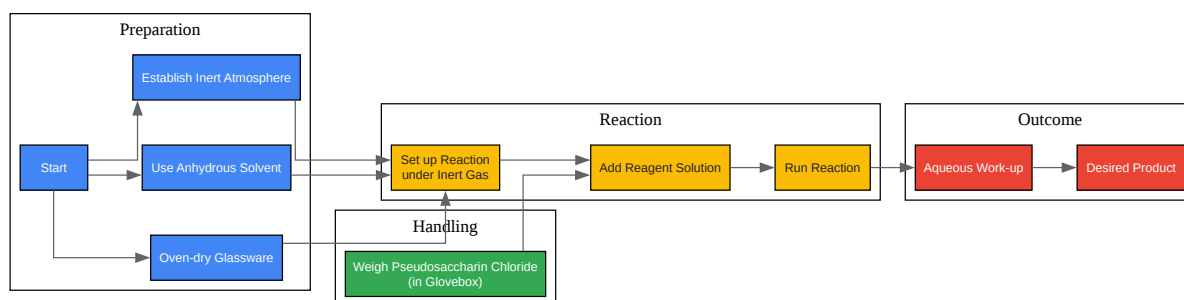 Preparation
Establish Inert Atmosphere
Start
Use Anhydrous Solvent
Oven-dry Glassware
Reaction
Set up Reaction
under Inert Gas
Add Reagent Solution
Run Reaction
Handling
Weigh Pseudosaccharin Chloride
(in Glovebox)
Outcome
Aqueous Work-up
Desired Product